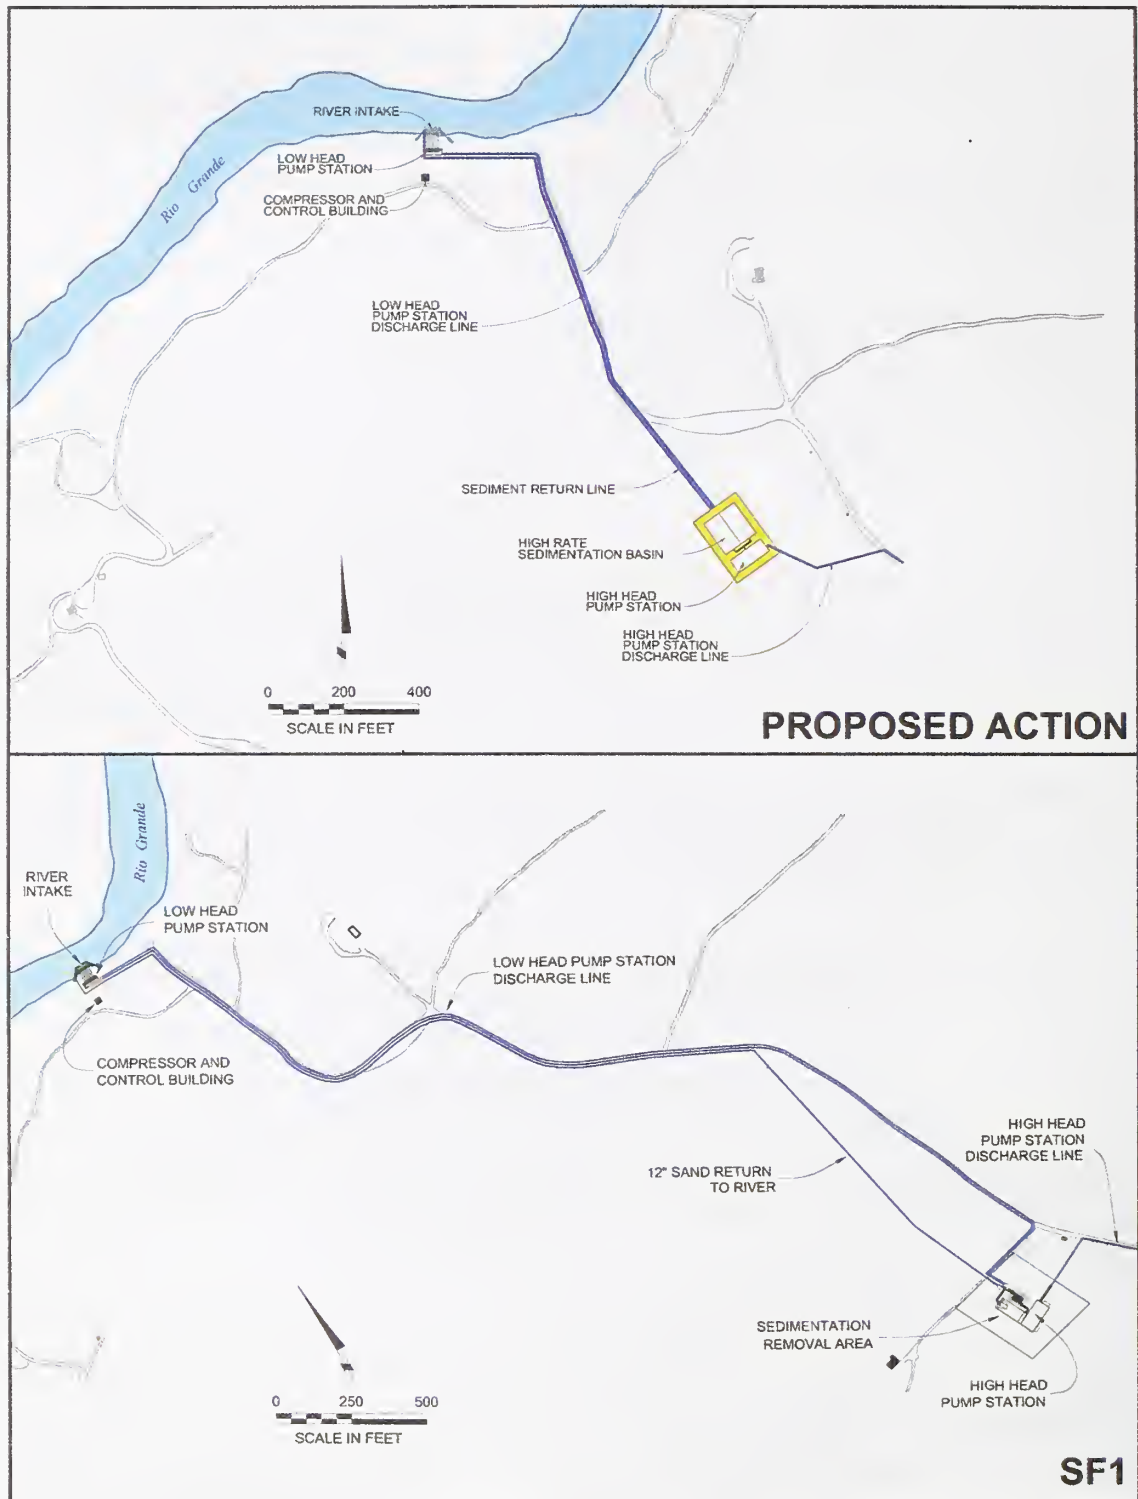 RIVER INTAKE
LOW HEAD
PUMP STATION
COMPRESSOR AND
CONTROL BUILDING
Rio Grande
LOW HEAD
PUMP STATION
DISCHARGE LINE
SEDIMENT RETURN LINE
HIGH RATE
SEDIMENTATION BASIN
HIGH HEAD
PUMP STATION
HIGH HEAD
PUMP STATION
DISCHARGE LINE
0 200 400
SCALE IN FEET
PROPOSED ACTION
Rio Grande
RIVER
INTAKE
LOW HEAD
PUMP STATION
LOW HEAD PUMP STATION
DISCHARGE LINE
COMPRESSOR AND
CONTROL BUILDING
HIGH HEAD
PUMP STATION
DISCHARGE LINE
12" SAND RETURN
TO RIVER
SEDIMENTATION
REMOVAL AREA
HIGH HEAD
PUMP STATION
0 250 500
SCALE IN FEET
SF1